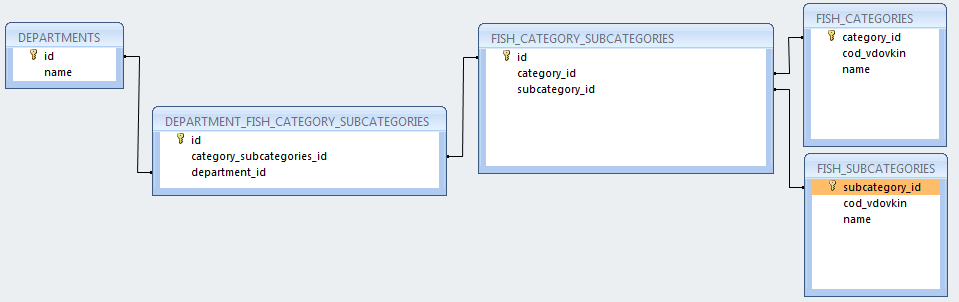 DEPARTMENTS
id
name
DEPARTMENT_FISH_CATEGORY_SUBCATEGORIES
id
category_subcategories_id
department_id
FISH_CATEGORY_SUBCATEGORIES
id
category_id
subcategory_id
FISH_CATEGORIES
category_id
cod_vdovkin
name
FISH_SUBCATEGORIES
subcategory_id
cod_vdovkin
name